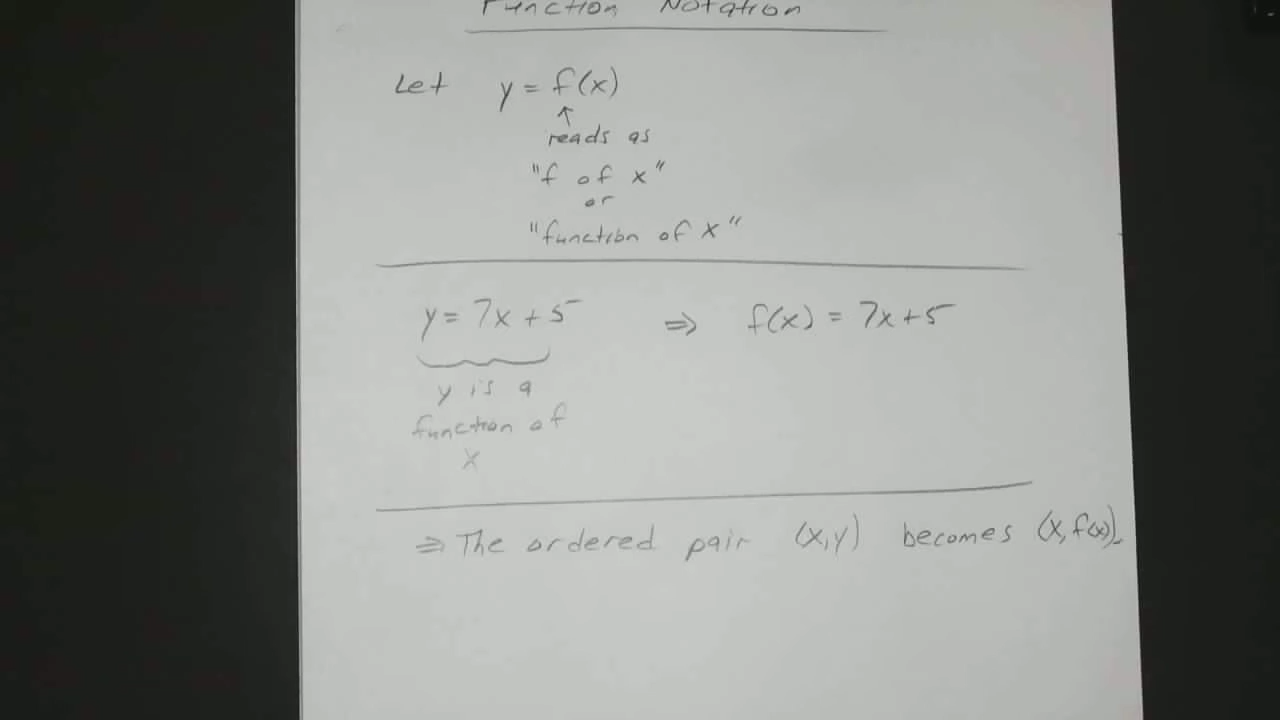 Function Notation
Let y = f(x)
↑
reads as
"f of x"
or
"function of x"
y = 7x + 5 ⇒ f(x) = 7x+5
y is a
function of
x
⇒ The ordered pair (x,y) becomes (x, f(x)).